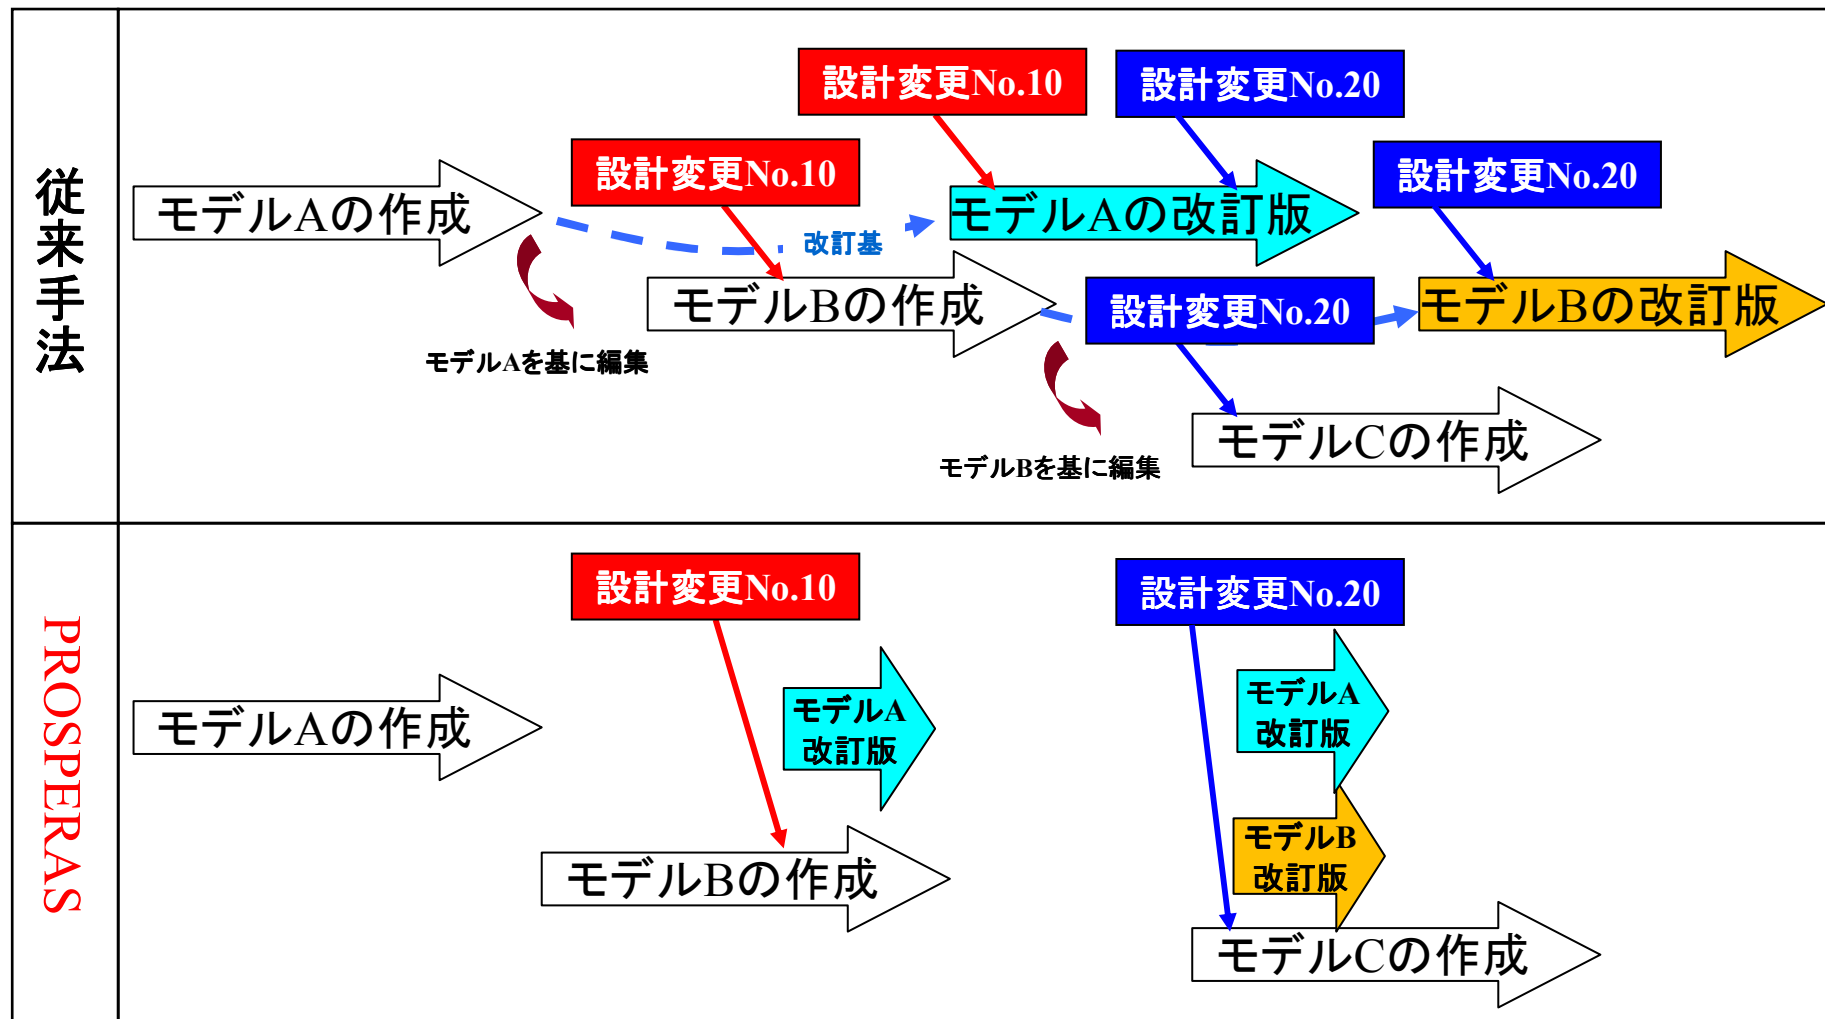 従来手法
設計変更No.10
設計変更No.20
設計変更No.10
設計変更No.20
モデルAの作成
モデルAの改訂版
改訂基
モデルBの作成
設計変更No.20
モデルBの改訂版
モデルAを基に編集
モデルCの作成
モデルBを基に編集
PROSPERAS
設計変更No.10
設計変更No.20
モデルAの作成
モデルA
改訂版
モデルA
改訂版
モデルBの作成
モデルB
改訂版
モデルCの作成